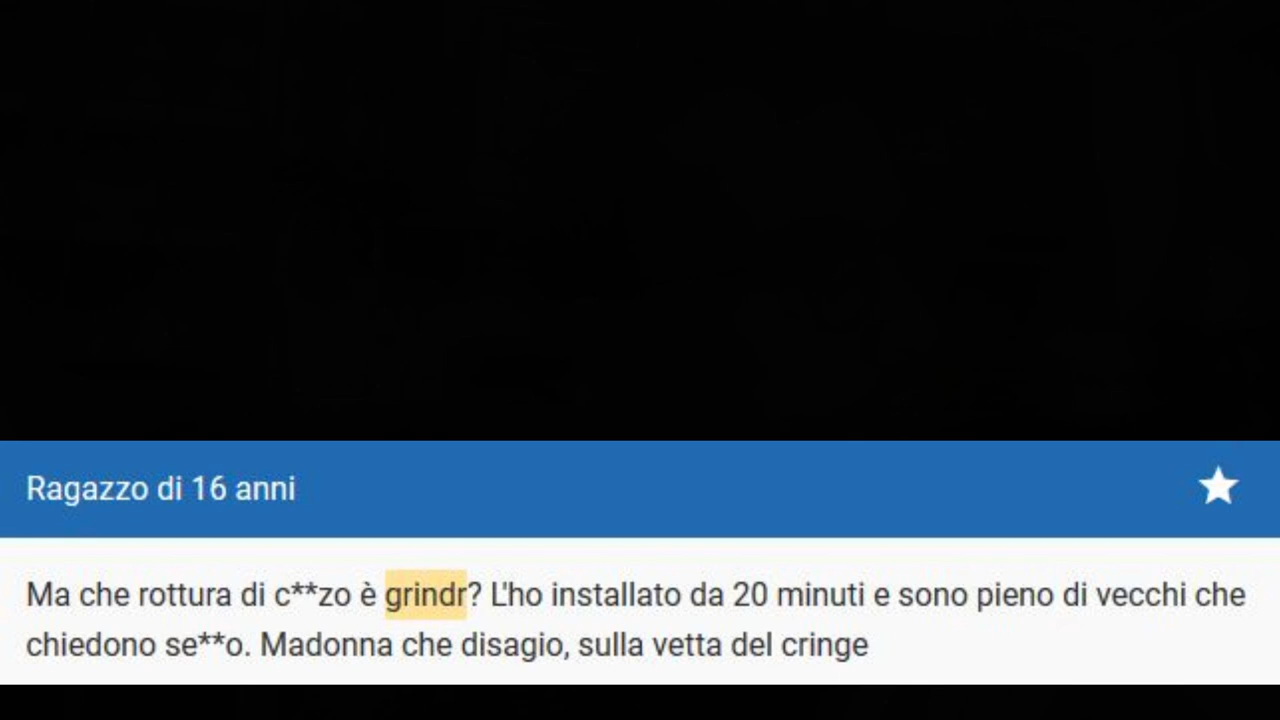 Ragazzo di 16 anni
Ma che rottura di c**zo è grindr? L'ho installato da 20 minuti e sono pieno di vecchi che
chiedono se**o. Madonna che disagio, sulla vetta del cringe